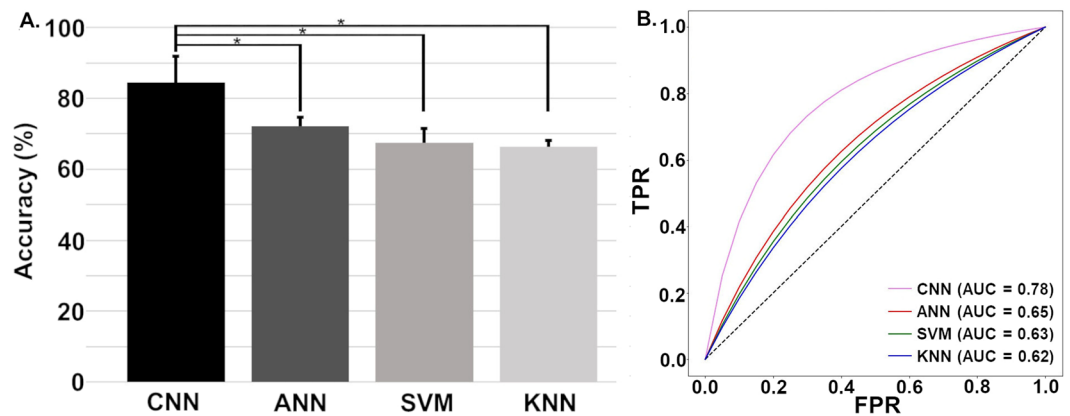 A.
100
80
60
40
20
0
Accuracy (%)
*
*
*
CNN ANN SVM KNN
B.
1.0
0.8
0.6
0.4
0.2
0.0
TPR
CNN (AUC = 0.78)
ANN (AUC = 0.65)
SVM (AUC = 0.63)
KNN (AUC = 0.62)
0.0 0.2 0.4 0.6 0.8 1.0
FPR